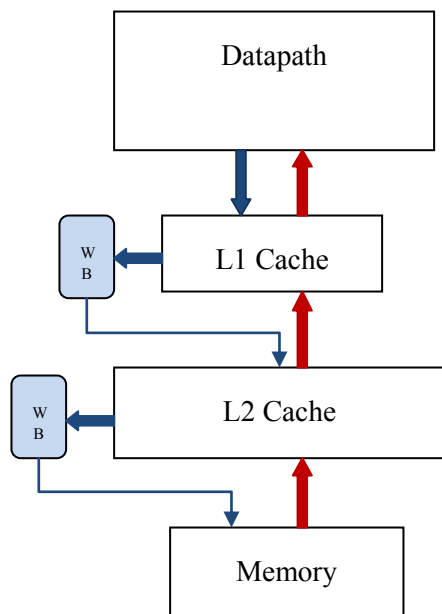 Datapath
W
B
L1 Cache
W
B
L2 Cache
Memory